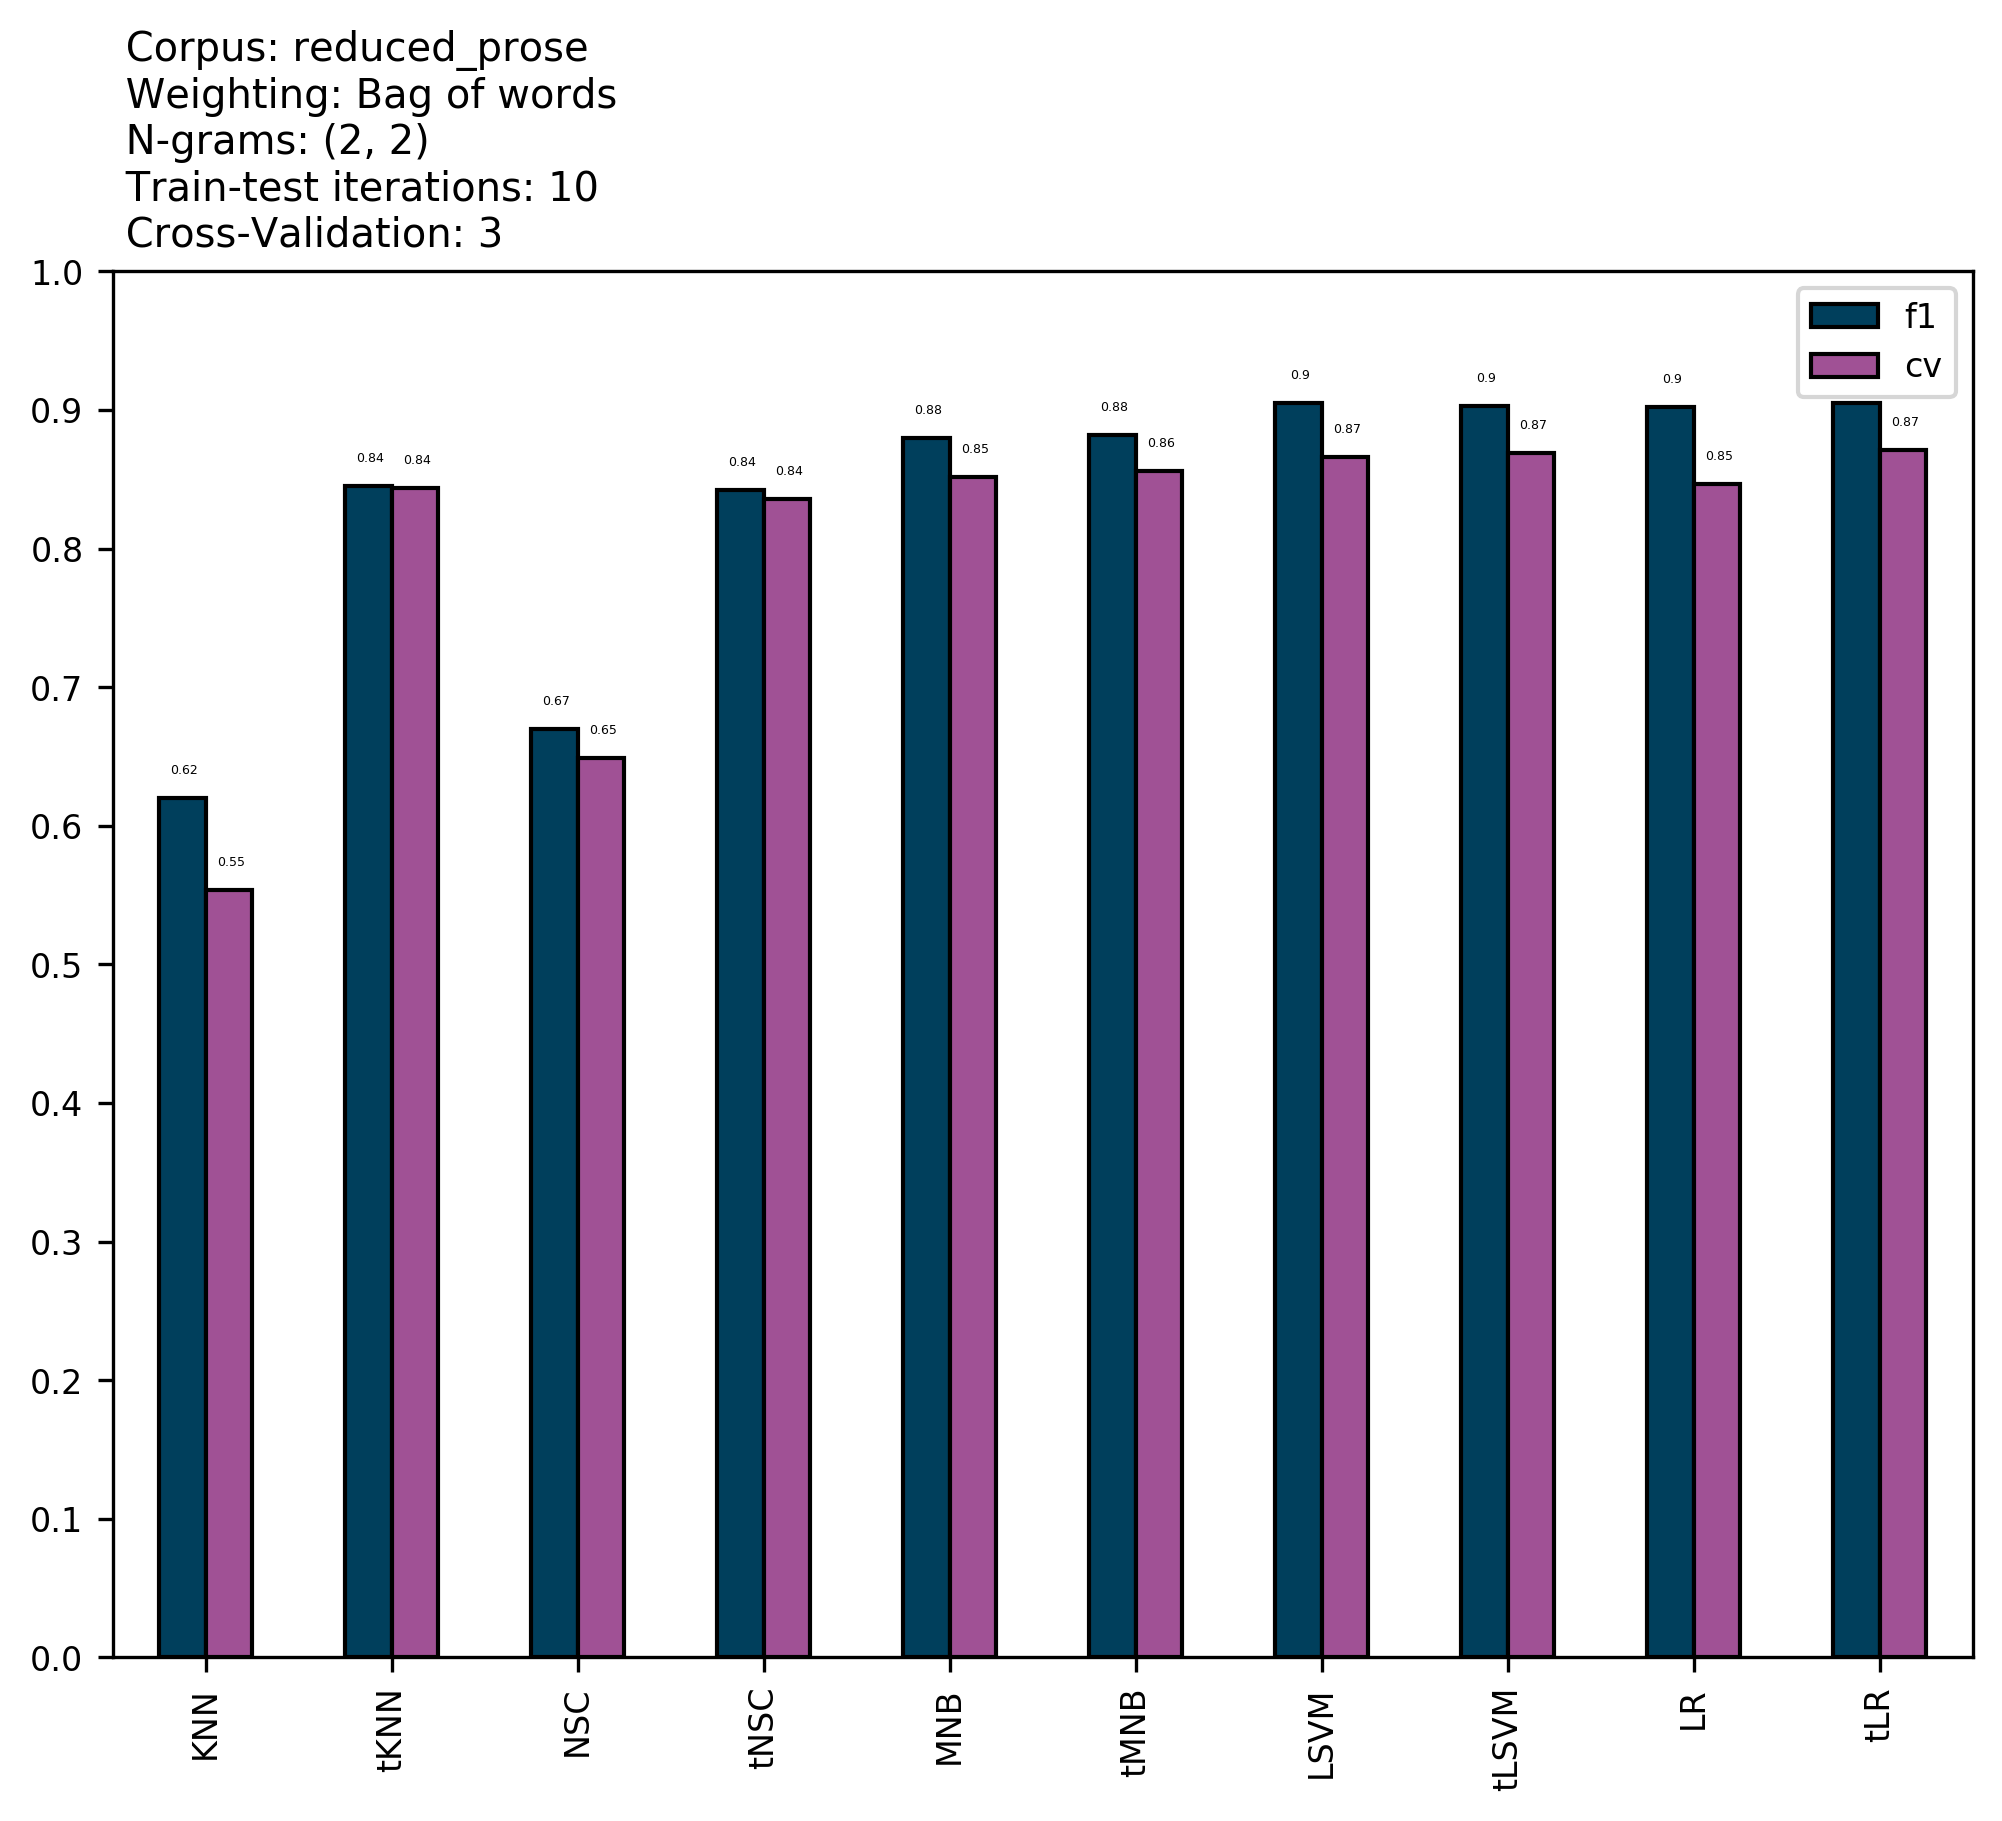 Corpus: reduced_prose
Weighting: Bag of words
N-grams: (2, 2)
Train-test iterations: 10
Cross-Validation: 3
1.0
0.9
0.8
0.7
0.6
0.5
0.4
0.3
0.2
0.1
0.0
f1
cv
0.62
0.55
0.84
0.84
0.67
0.65
0.84
0.84
0.88
0.85
0.88
0.86
0.9
0.87
0.9
0.87
0.9
0.85
0.87
KNN
tKNN
NSC
tNSC
MNB
tMNB
LSVM
tLSVM
LR
tLR